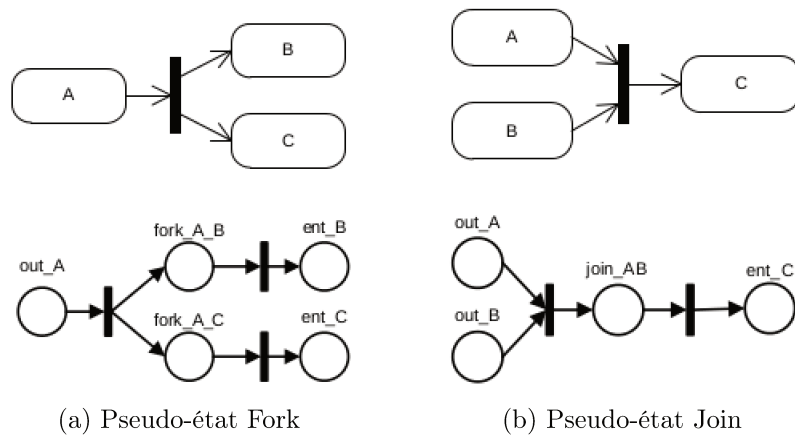 A
B
C
out_A
fork_A_B
ent_B
fork_A_C
ent_C
(a) Pseudo-état Fork
A
B
C
out_A
out_B
join_AB
ent_C
(b) Pseudo-état Join